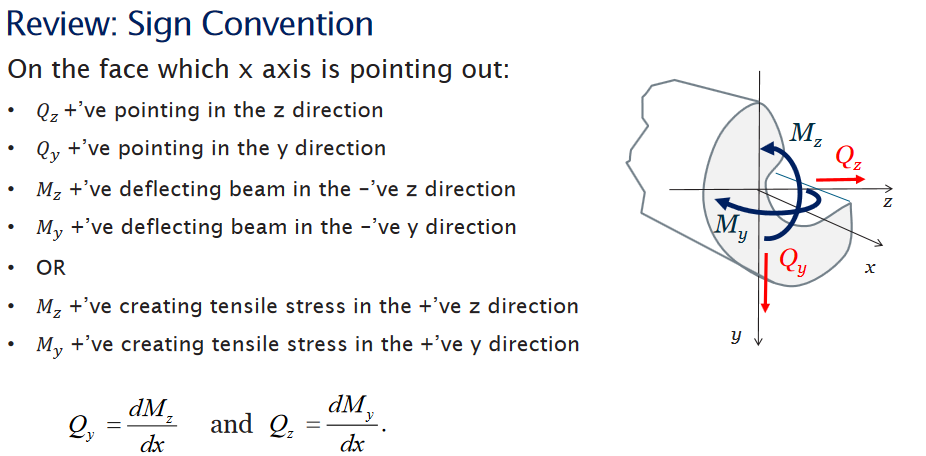 Review: Sign Convention
On the face which x axis is pointing out:
• Q_z +'ve pointing in the z direction
• Q_y +'ve pointing in the y direction
• M_z +'ve deflecting beam in the –'ve z direction
• M_y +'ve deflecting beam in the –'ve y direction
• OR
• M_z +'ve creating tensile stress in the +'ve z direction
• M_y +'ve creating tensile stress in the +'ve y direction
Q_y = dM_z/dx and Q_z = dM_y/dx.
M_z
Q_z
z
M_y
Q_y
x
y